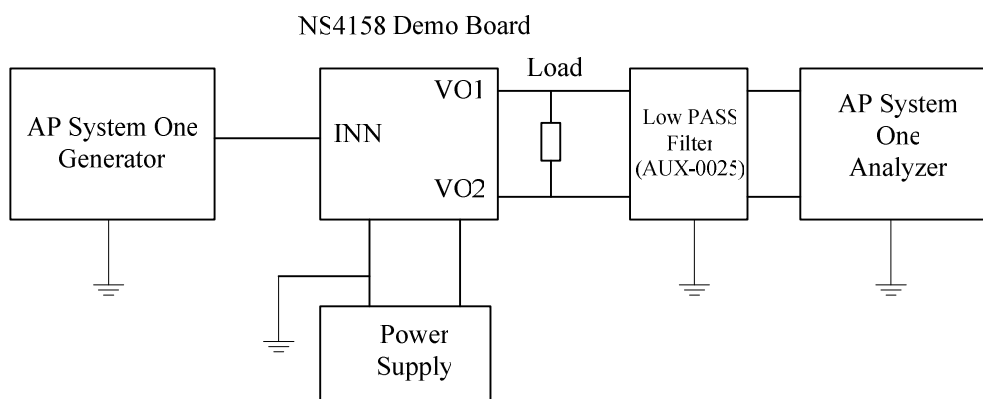 NS4158 Demo Board
AP System One
Generator
INN
VO1
VO2
Load
Low PASS
Filter
(AUX-0025)
AP System
One
Analyzer
Power
Supply